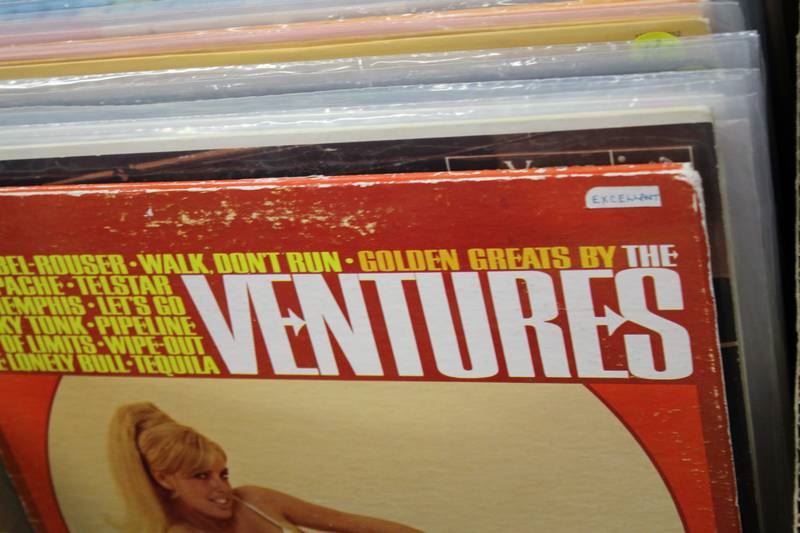 EXCELLANT
BEL-ROUSER • WALK, DON'T RUN • GOLDEN GREATS BY THE
PACHE • TELSTAR
VENTURES
EMPHIS • LET'S GO
KY TONK • PIPELINE
OF LIMITS • WIPE-OUT
E LONELY BULL • TEQUILA